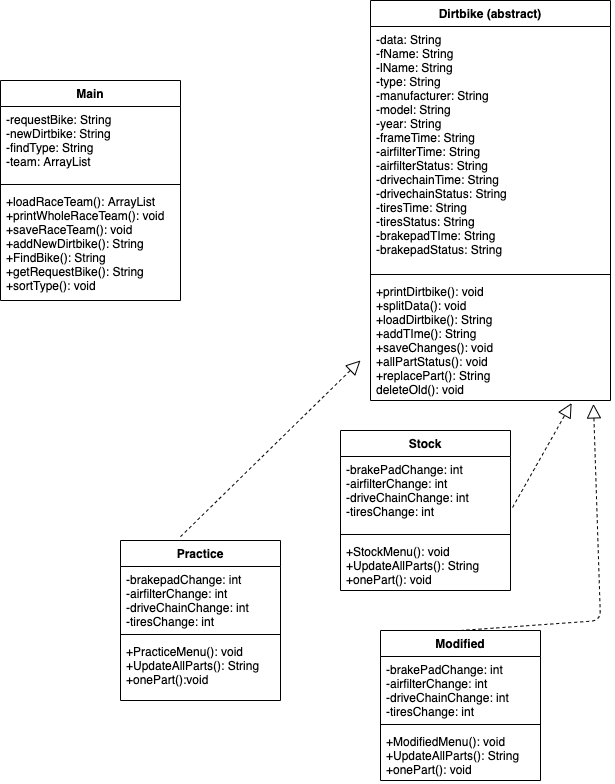 Dirtbike (abstract)
-data: String
-fName: String
-lName: String
-type: String
-manufacturer: String
-model: String
-year: String
-frameTime: String
-airfilterTime: String
-airfilterStatus: String
-drivechainTime: String
-drivechainStatus: String
-tiresTime: String
-tiresStatus: String
-brakepadTIme: String
-brakepadStatus: String
+printDirtbike(): void
+splitData(): void
+loadDirtbike(): String
+addTIme(): String
+saveChanges(): void
+allPartStatus(): void
+replacePart(): String
deleteOld(): void
Main
-requestBike: String
-newDirtbike: String
-findType: String
-team: ArrayList
+loadRaceTeam(): ArrayList
+printWholeRaceTeam(): void
+saveRaceTeam(): void
+addNewDirtbike(): String
+FindBike(): String
+getRequestBike(): String
+sortType(): void
Stock
-brakePadChange: int
-airfilterChange: int
-driveChainChange: int
-tiresChange: int
+StockMenu(): void
+UpdateAllParts(): String
+onePart(): void
Practice
-brakepadChange: int
-airfilterChange: int
-driveChainChange: int
-tiresChange: int
+PracticeMenu(): void
+UpdateAllParts(): String
+onePart():void
Modified
-brakePadChange: int
-airfilterChange: int
-driveChainChange: int
-tiresChange: int
+ModifiedMenu(): void
+UpdateAllParts(): String
+onePart(): void